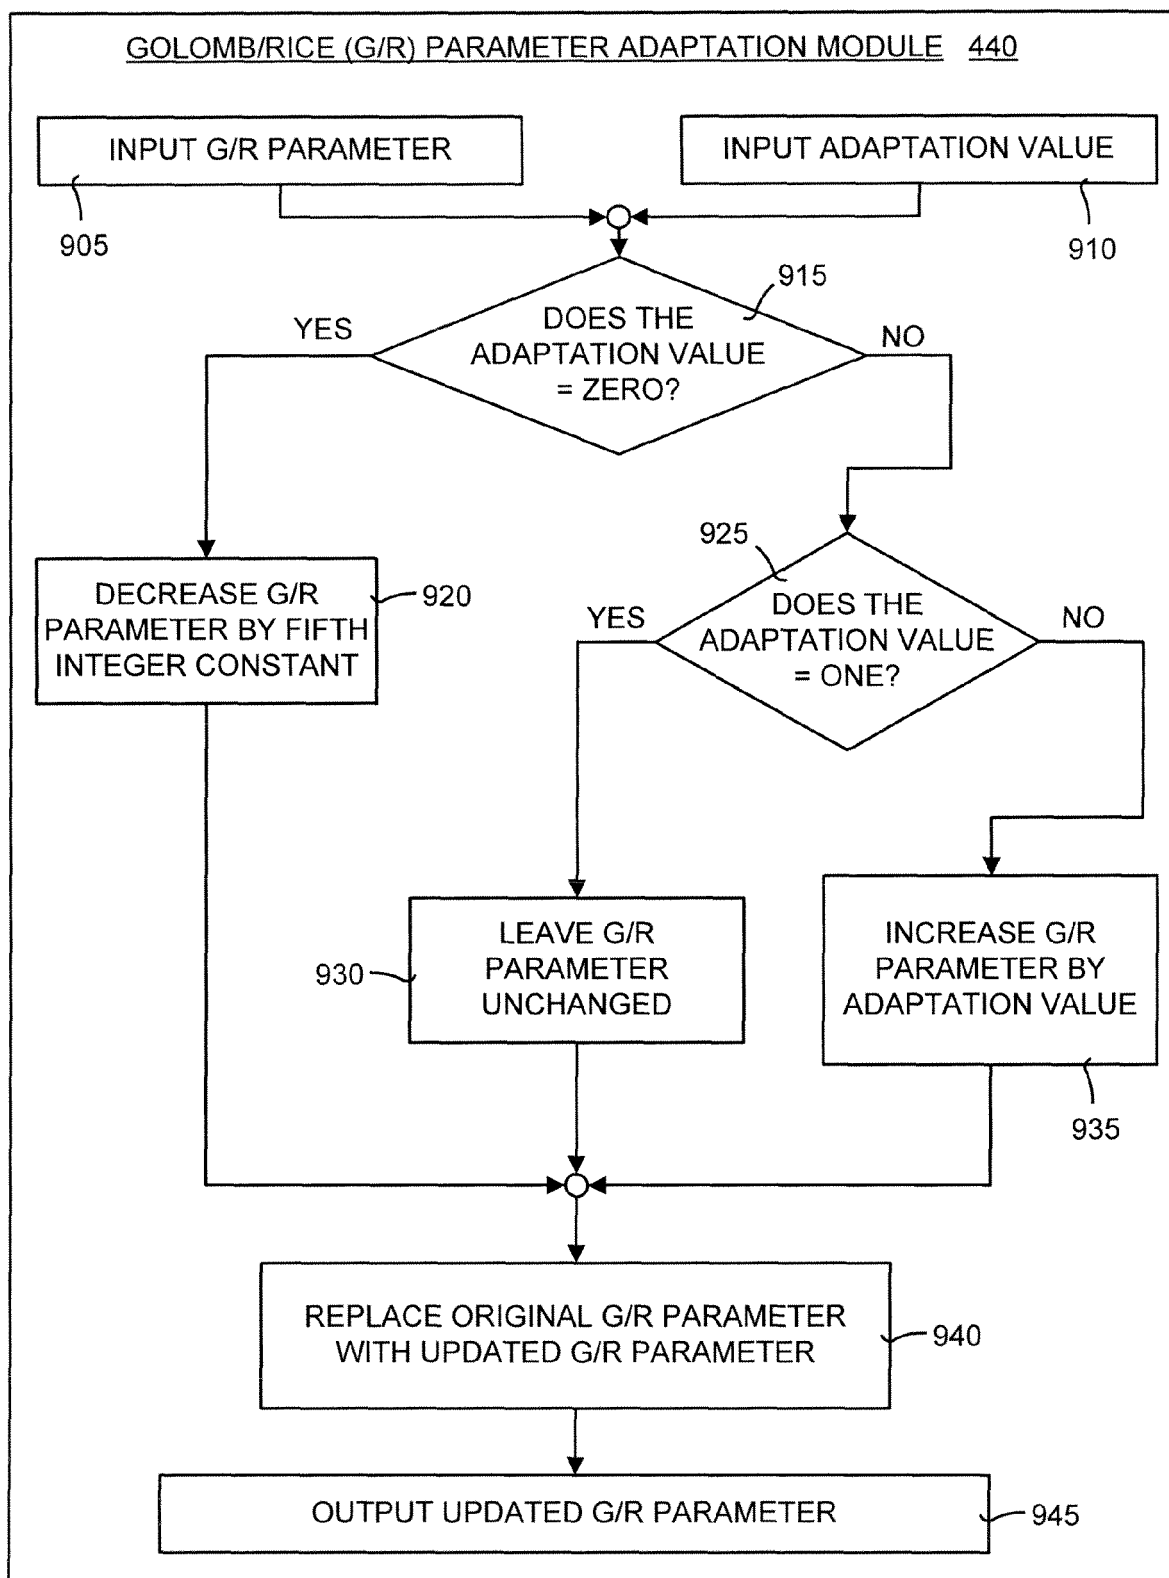 GOLOMB/RICE (G/R) PARAMETER ADAPTATION MODULE 440
INPUT G/R PARAMETER
905
INPUT ADAPTATION VALUE
910
915
DOES THE
ADAPTATION VALUE
= ZERO?
YES
NO
DECREASE G/R
PARAMETER BY FIFTH
INTEGER CONSTANT
920
925
DOES THE
ADAPTATION VALUE
= ONE?
YES
NO
LEAVE G/R
PARAMETER
UNCHANGED
930
INCREASE G/R
PARAMETER BY
ADAPTATION VALUE
935
REPLACE ORIGINAL G/R PARAMETER
WITH UPDATED G/R PARAMETER
940
OUTPUT UPDATED G/R PARAMETER
945